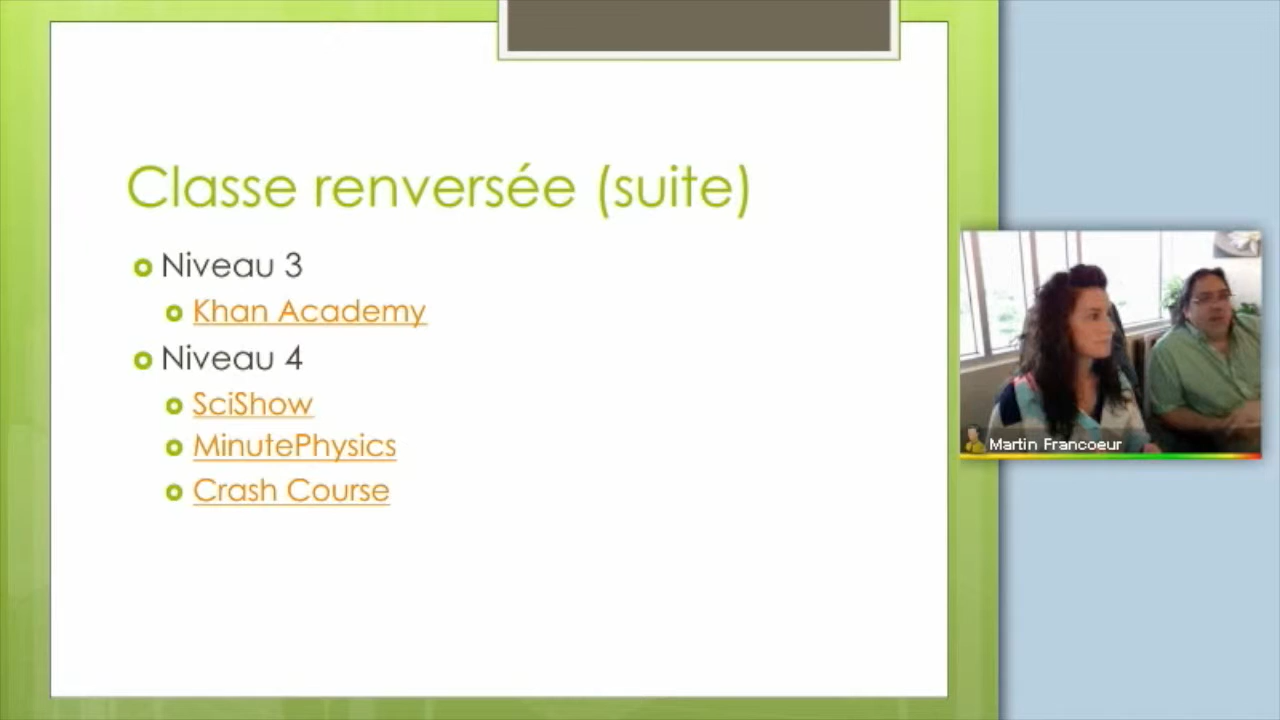 Classe renversée (suite)
Niveau 3
Khan Academy
Niveau 4
SciShow
MinutePhysics
Crash Course
Martin Francoeur